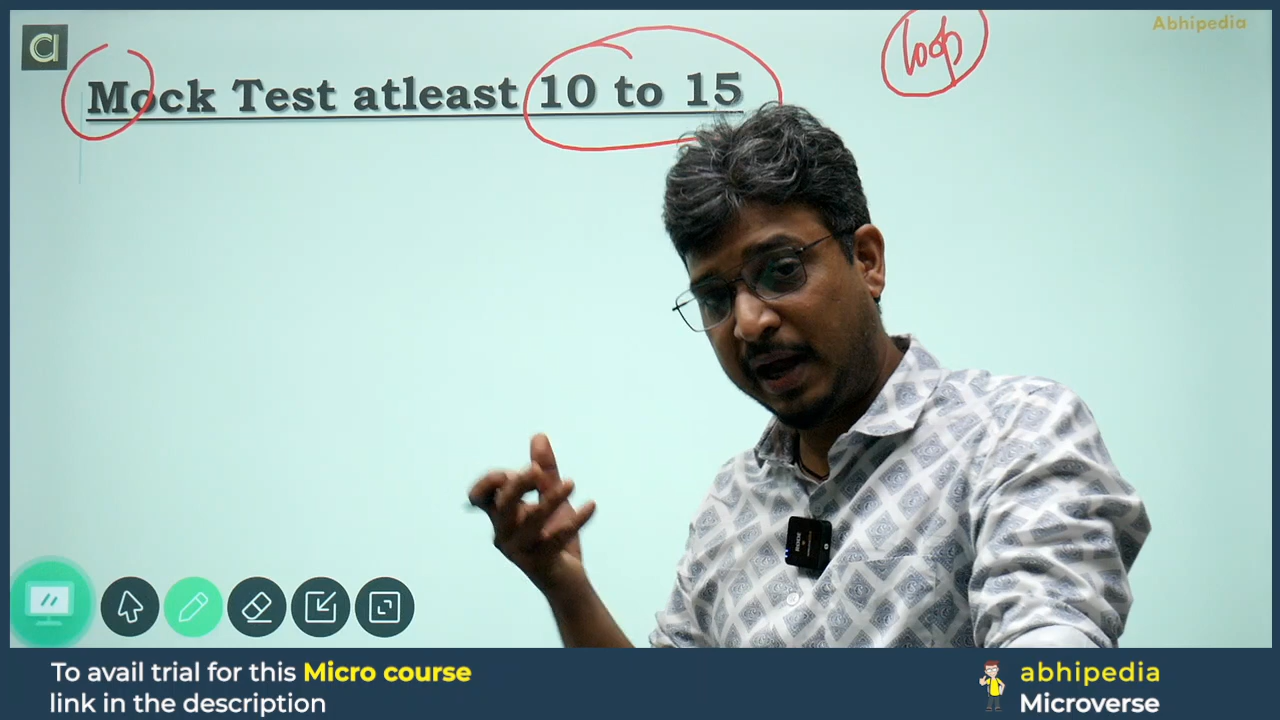 Abhipedia
Mock Test atleast 10 to 15
loop
To avail trial for this Micro course
link in the description
abhipedia
Microverse